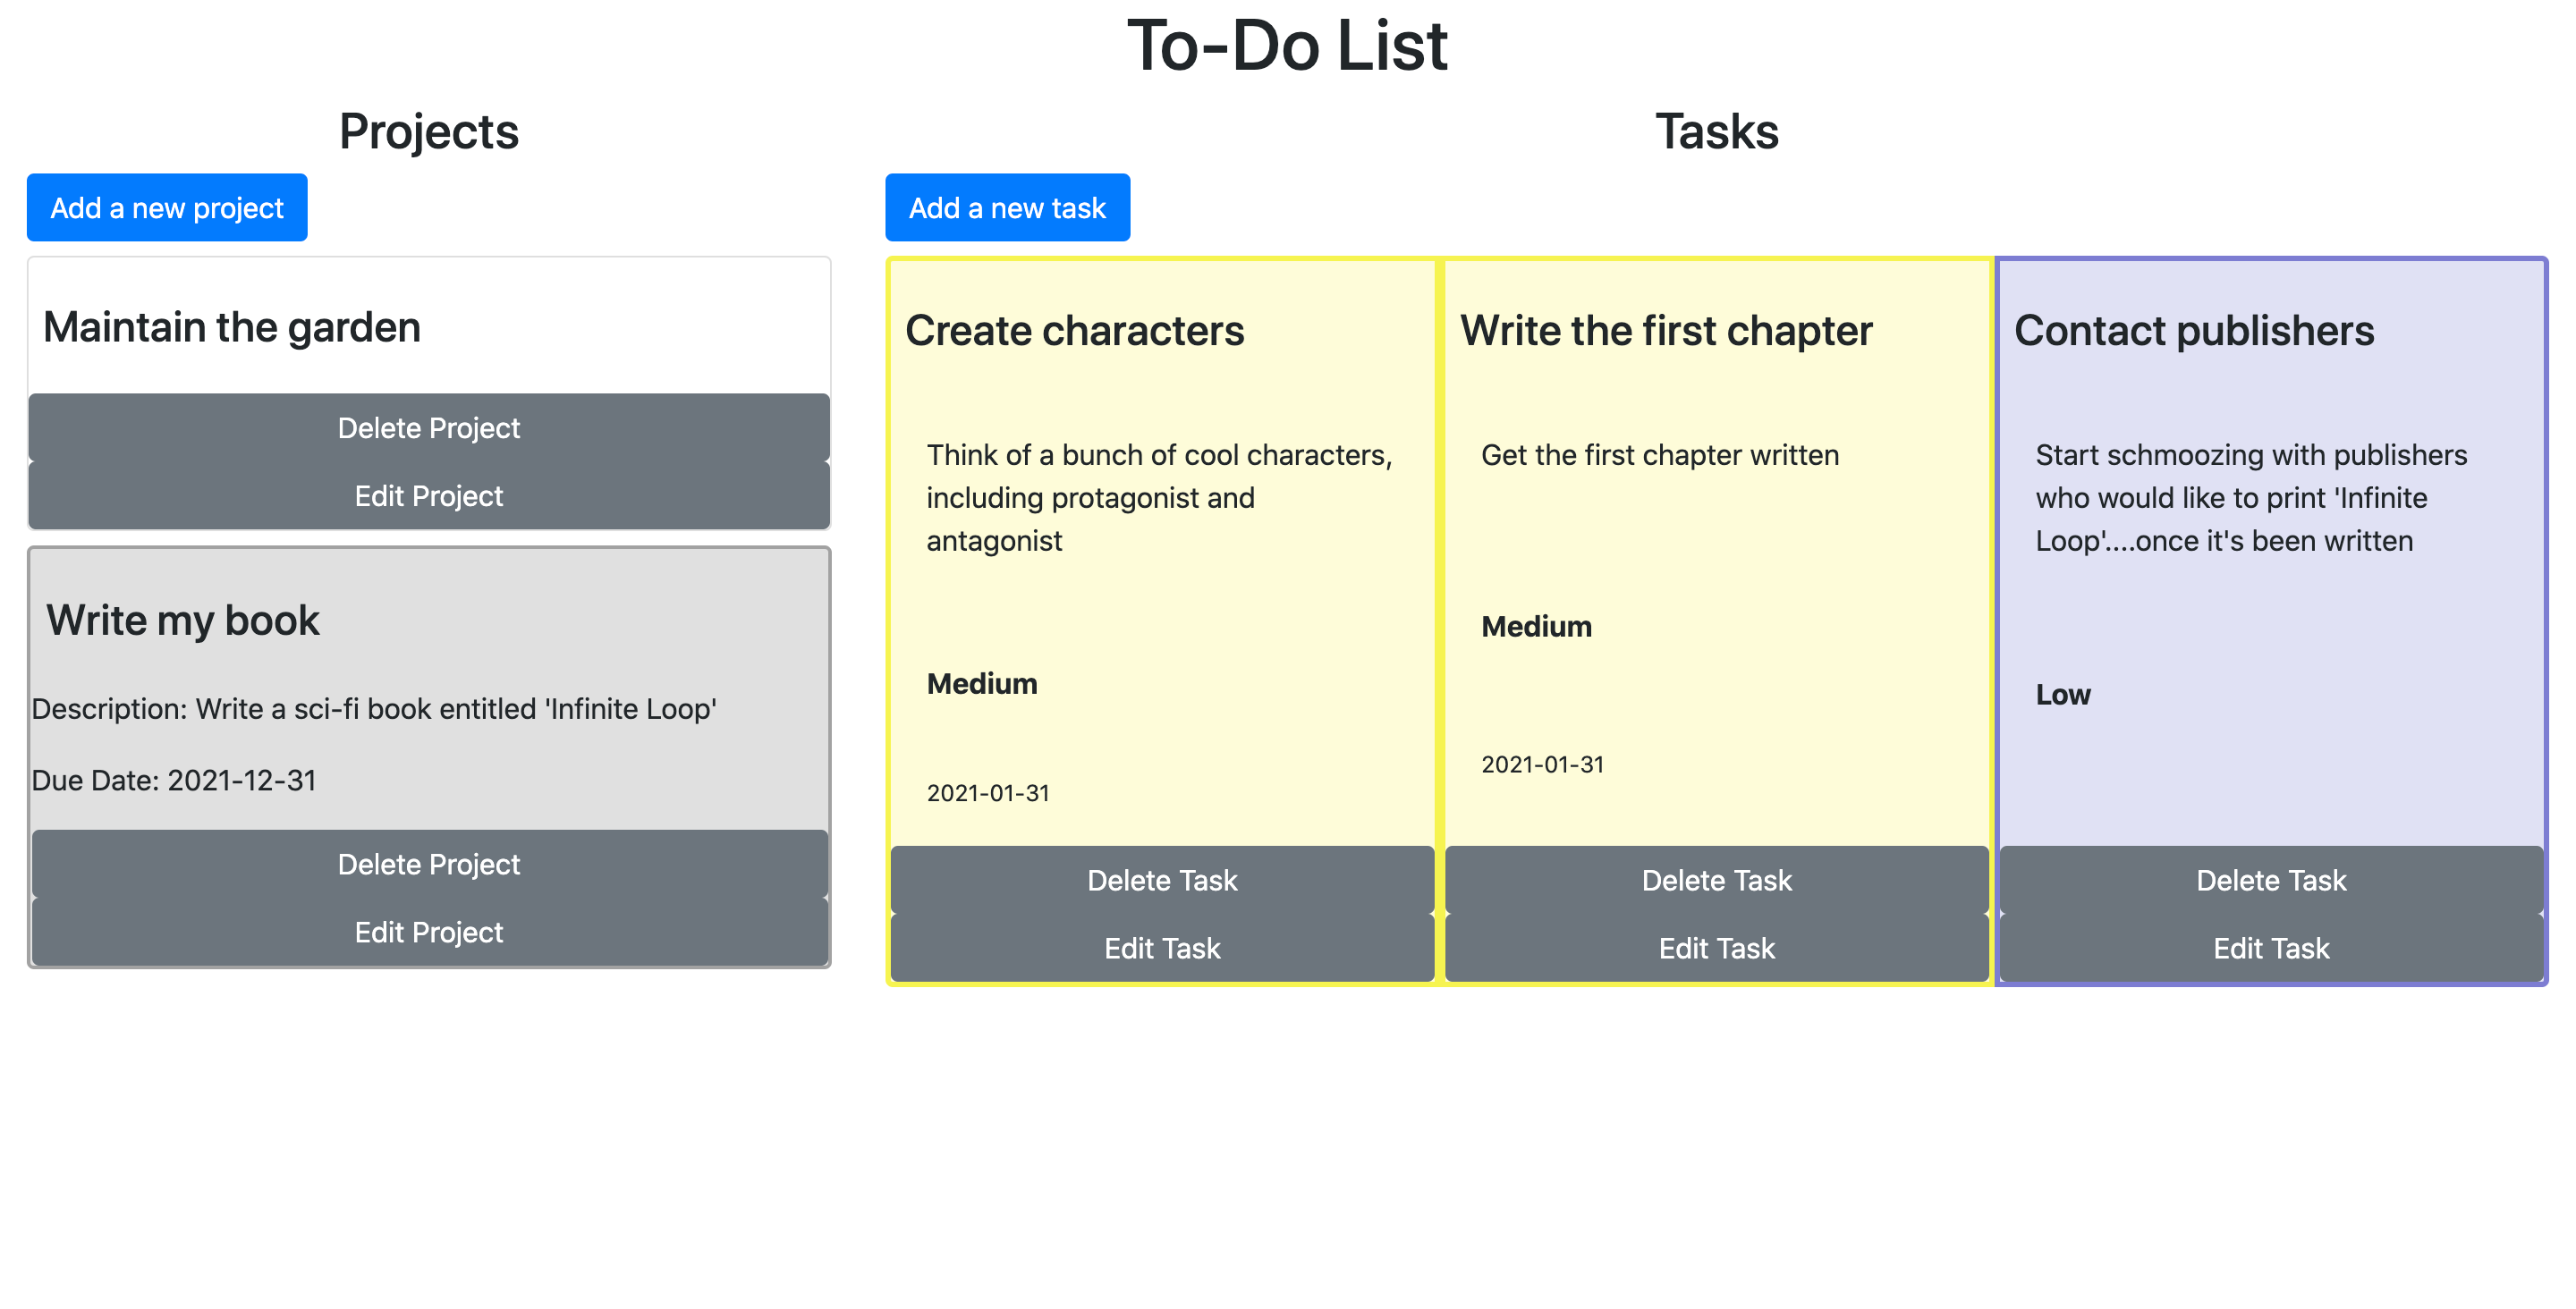 To-Do List
Projects
Add a new project
Maintain the garden
Delete Project
Edit Project
Write my book
Description: Write a sci-fi book entitled 'Infinite Loop'
Due Date: 2021-12-31
Delete Project
Edit Project
Tasks
Add a new task
Create characters
Think of a bunch of cool characters,
including protagonist and
antagonist
Medium
2021-01-31
Delete Task
Edit Task
Write the first chapter
Get the first chapter written
Medium
2021-01-31
Delete Task
Edit Task
Contact publishers
Start schmoozing with publishers
who would like to print 'Infinite
Loop'....once it's been written
Low
Delete Task
Edit Task